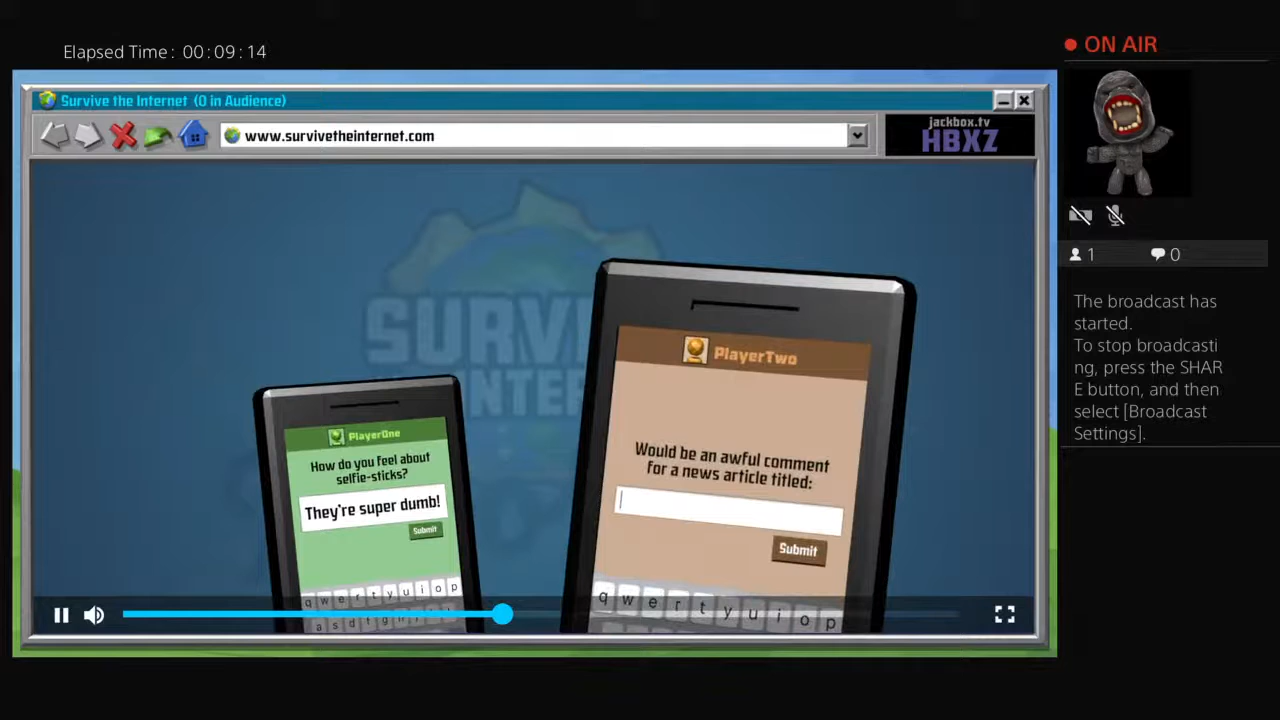 Elapsed Time: 00:09:14
ON AIR
Survive the Internet (0 in Audience)
www.survivetheinternet.com
jackbox.tv
HBXZ
1
0
The broadcast has
started.
To stop broadcasti
ng, press the SHAR
E button, and then
select [Broadcast
Settings].
SURVI
INTER
PlayerOne
How do you feel about
selfie-sticks?
They're super dumb!
Submit
q w e r t y u i o p
PlayerTwo
Would be an awful comment
for a news article titled:
Submit
q w e r t y u i o p